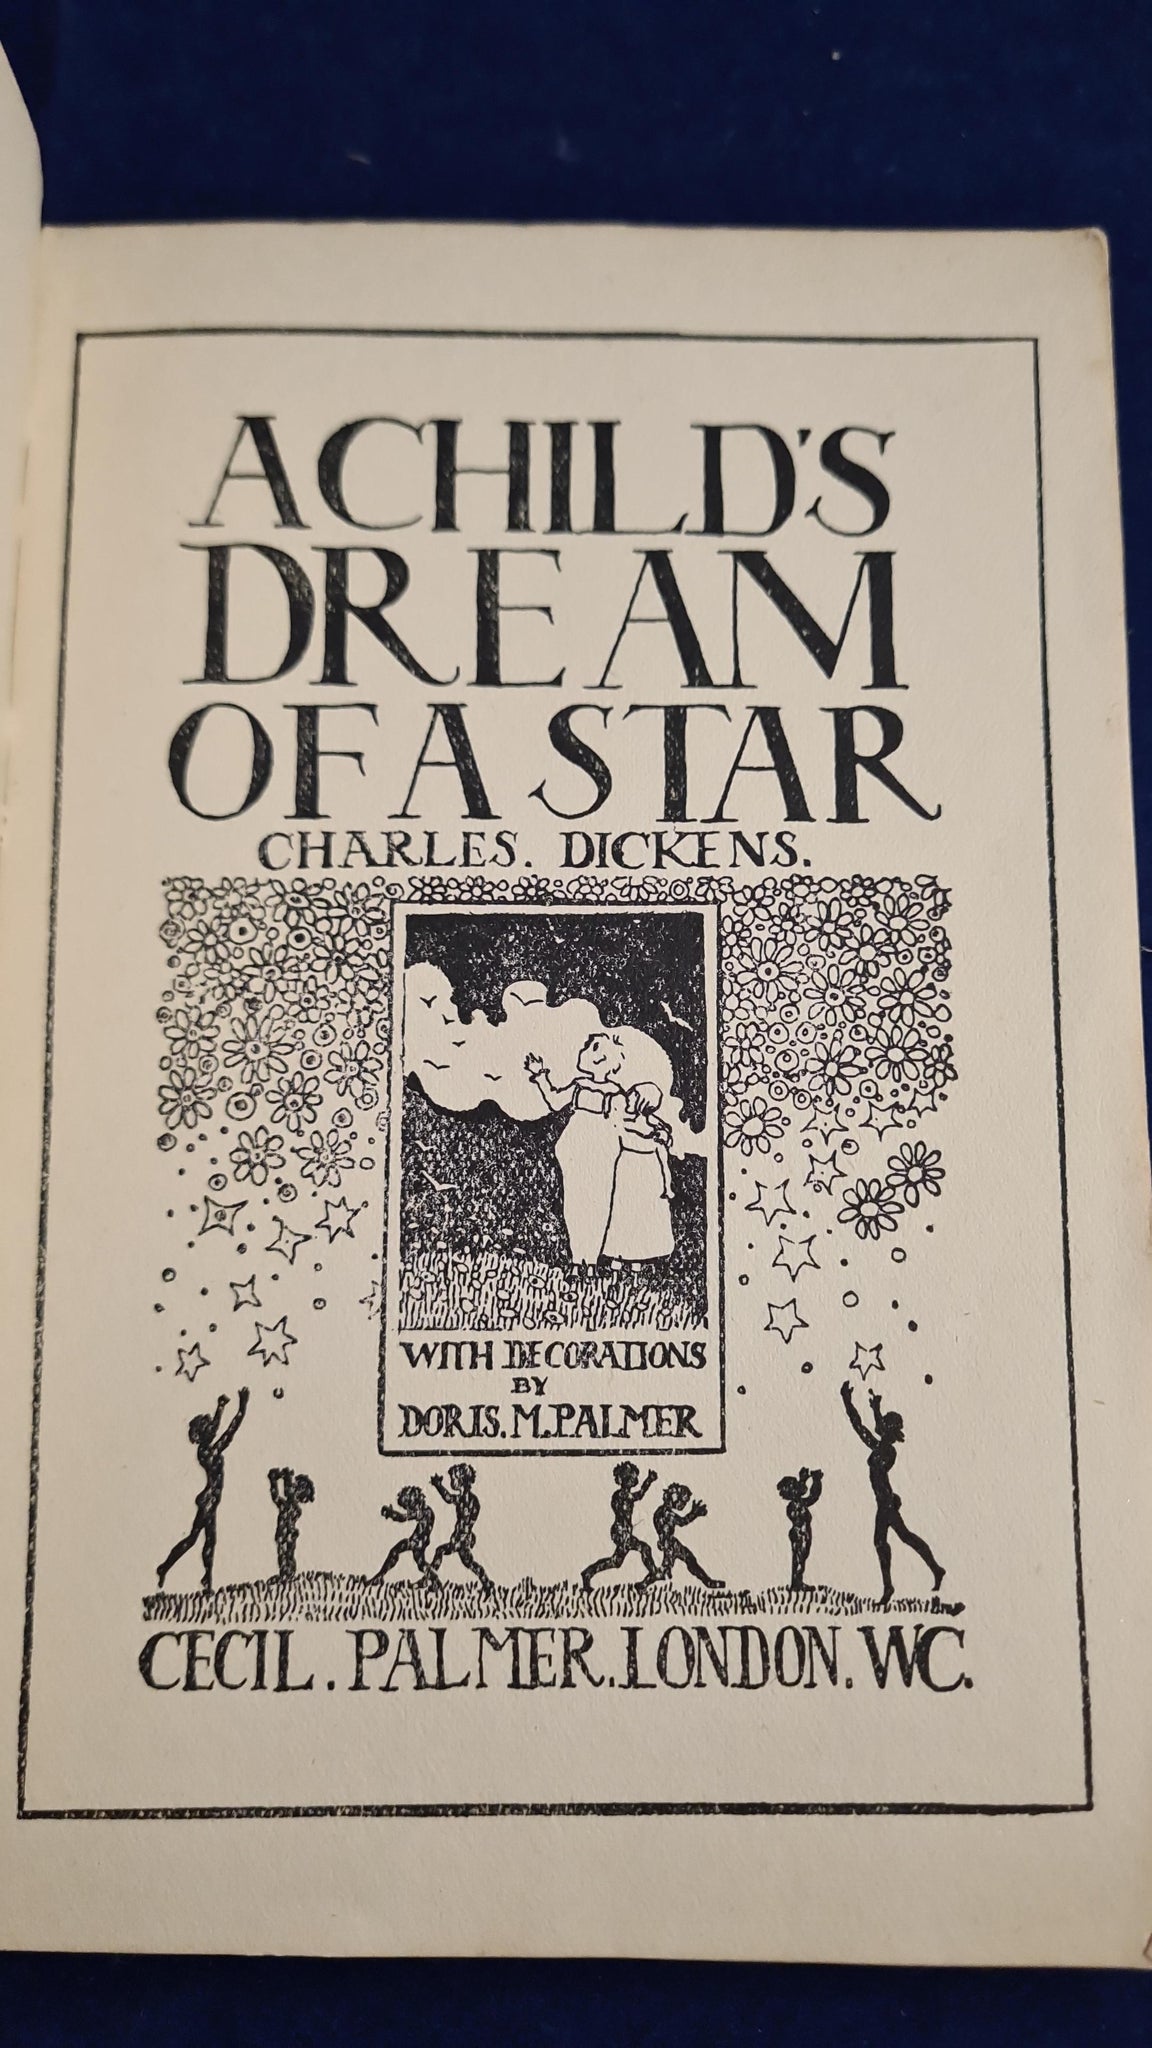 A CHILD'S
DREAM
OF A STAR
CHARLES. DICKENS.
WITH DECORATIONS
BY
DORIS. M. PALMER
CECIL. PALMER. LONDON. WC.